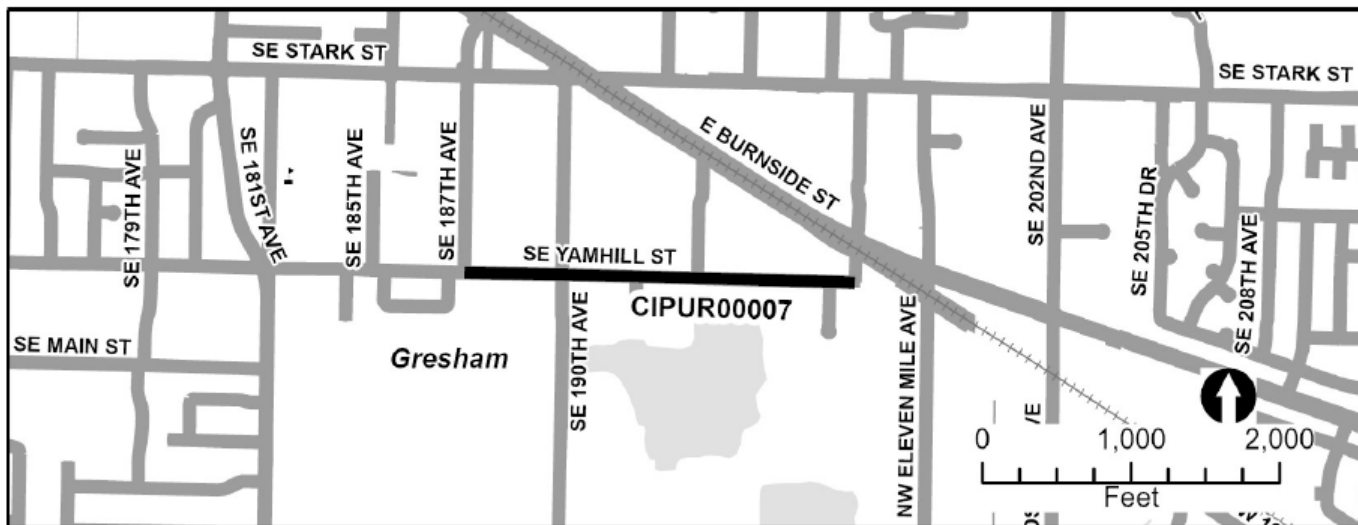 SE STARK ST
SE STARK ST
E BURNSIDE ST
SE 179TH AVE
SE 181ST AVE
SE 185TH AVE
SE 187TH AVE
SE 202ND AVE
SE 205TH DR
SE 208TH AVE
SE YAMHILL ST
CIPUR00007
SE MAIN ST
Gresham
SE 190TH AVE
NW ELEVEN MILE AVE
0 1,000 2,000
Feet